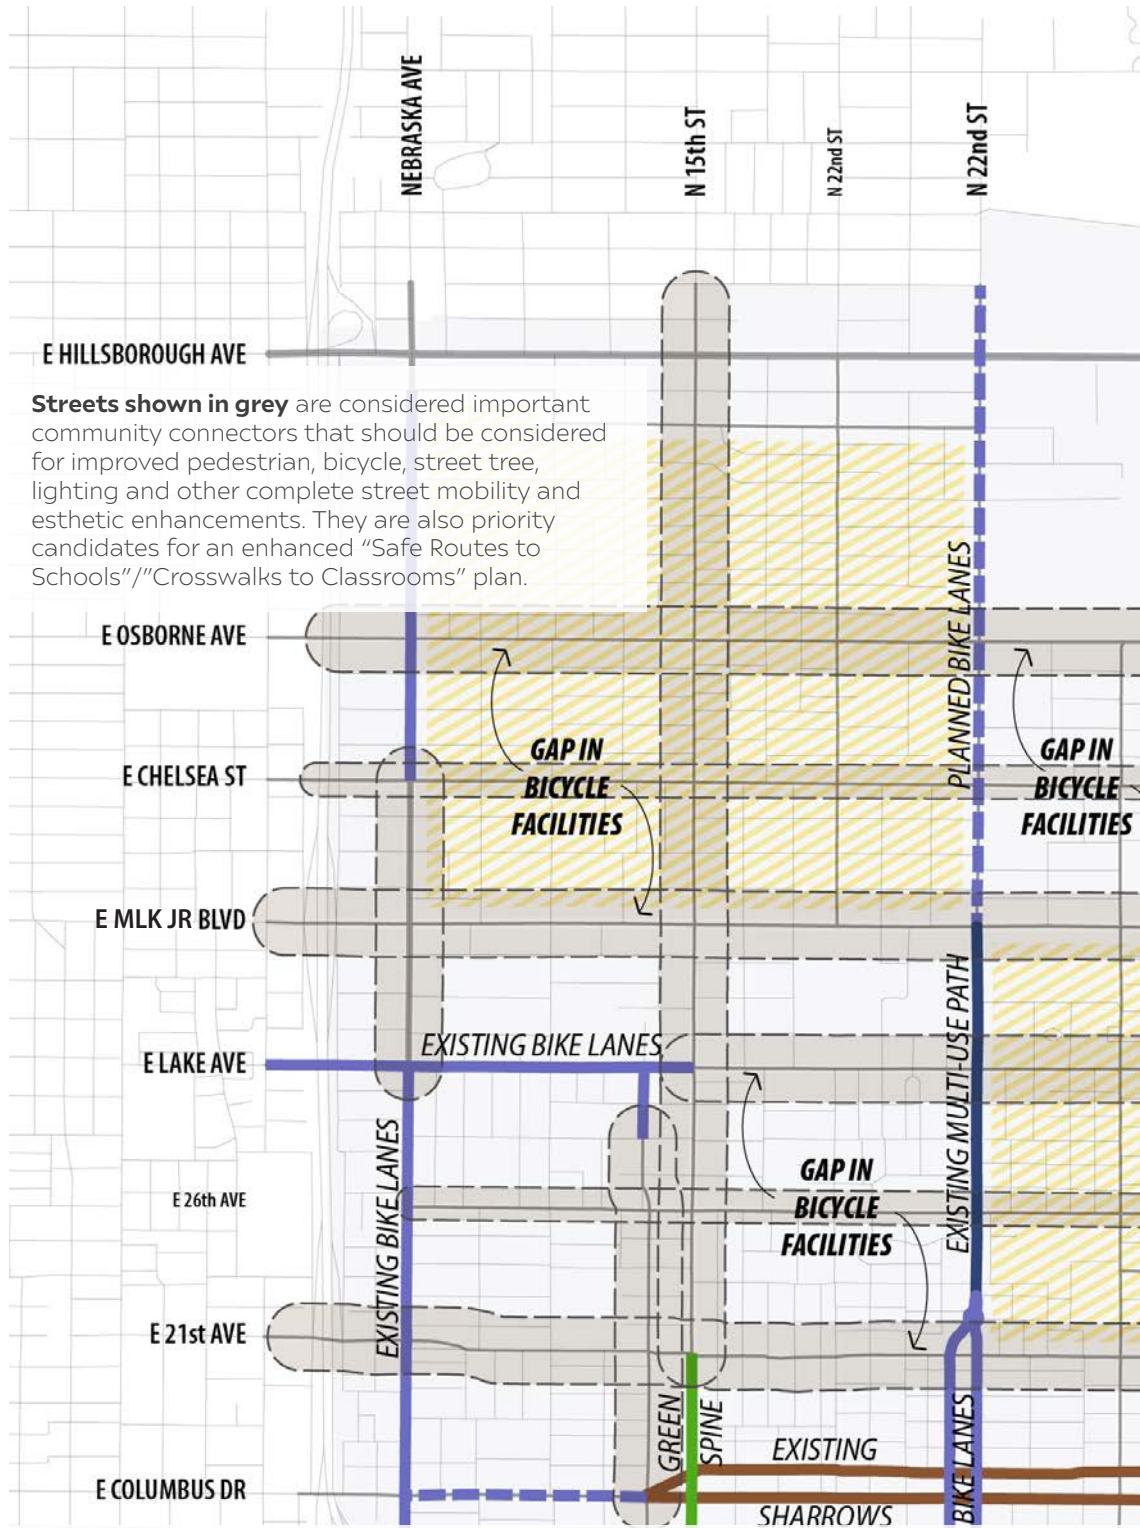 NEBRASKA AVE
N 15th ST
N 22nd ST
N 22nd ST
E HILLSBOROUGH AVE
Streets shown in grey are considered important
community connectors that should be considered
for improved pedestrian, bicycle, street tree,
lighting and other complete street mobility and
esthetic enhancements. They are also priority
candidates for an enhanced “Safe Routes to
Schools”/”Crosswalks to Classrooms” plan.
E OSBORNE AVE
PLANNED BIKE LANES
GAP IN
BICYCLE
FACILITIES
GAP IN
BICYCLE
FACILITIES
E CHELSEA ST
E MLK JR BLVD
EXISTING BIKE LANES
E LAKE AVE
EXISTING MULTI-USE PATH
EXISTING BIKE LANES
GAP IN
BICYCLE
FACILITIES
E 26th AVE
E 21st AVE
GREEN
SPINE
EXISTING
BIKE LANES
E COLUMBUS DR
SHARROWS